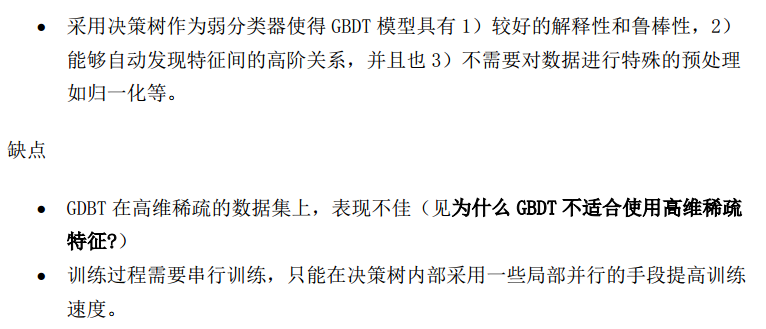 • 采用决策树作为弱分类器使得 GBDT 模型具有 1）较好的解释性和鲁棒性，2）
能够自动发现特征间的高阶关系，并且也 3）不需要对数据进行特殊的预处理
如归一化等。
缺点
• GDBT 在高维稀疏的数据集上，表现不佳（见为什么 GBDT 不适合使用高维稀疏
特征?）
• 训练过程需要串行训练，只能在决策树内部采用一些局部并行的手段提高训练
速度。